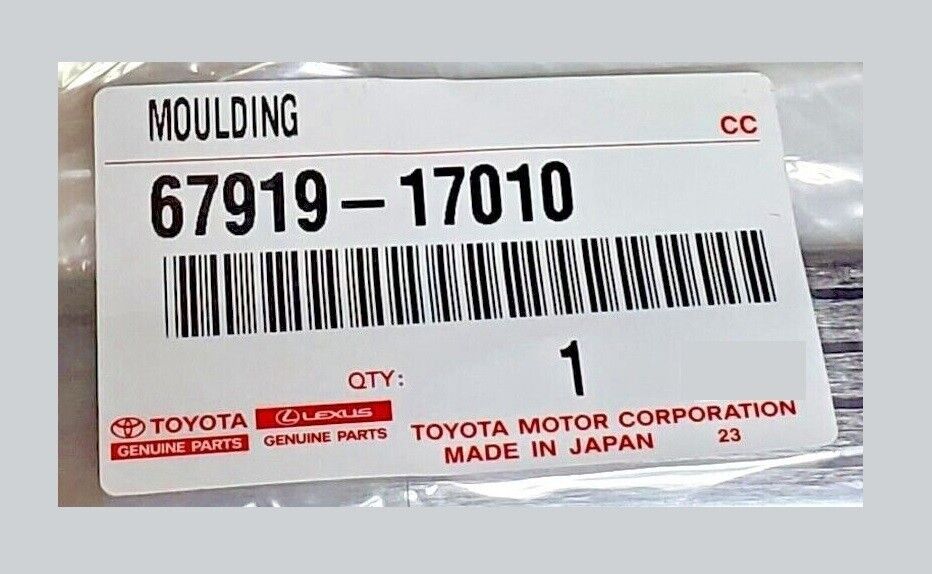 MOULDING
CC
67919-17010
QTY: 1
TOYOTA
GENUINE PARTS
LEXUS
GENUINE PARTS
TOYOTA MOTOR CORPORATION
MADE IN JAPAN 23